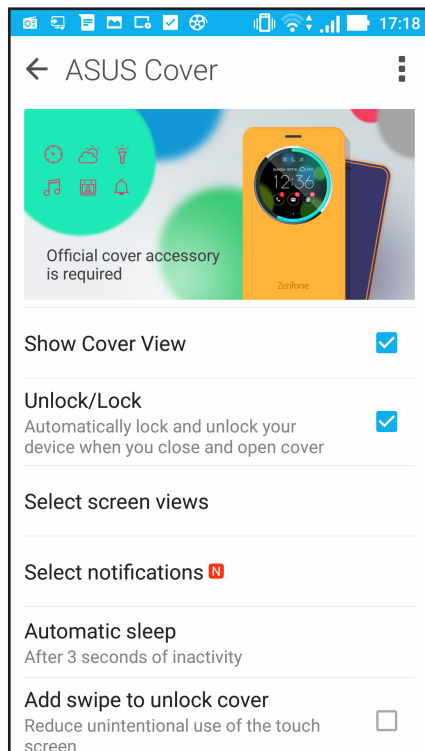 17:18
ASUS Cover
12:36
Official cover accessory
is required
Zenfone
Show Cover View
Unlock/Lock
Automatically lock and unlock your
device when you close and open cover
Select screen views
Select notifications N
Automatic sleep
After 3 seconds of inactivity
Add swipe to unlock cover
Reduce unintentional use of the touch
screen